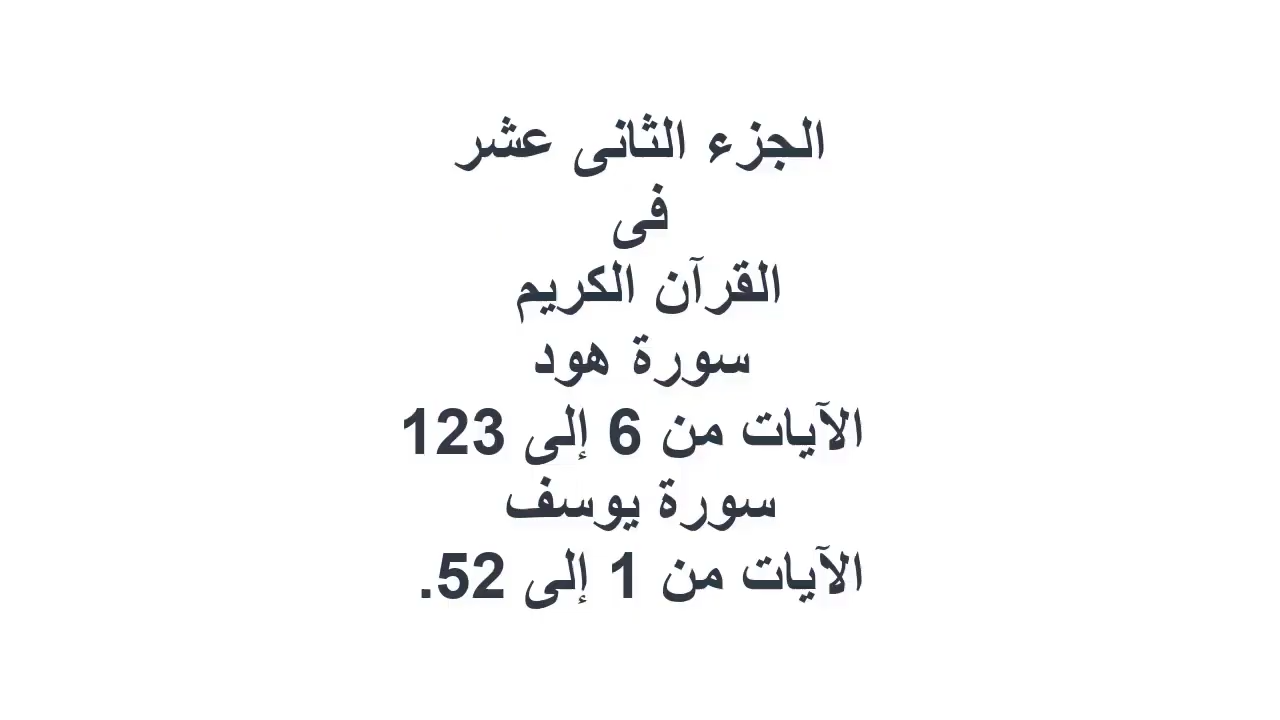 الجزء الثانى عشر
فى
القرآن الكريم
سورة هود
الآيات من 6 إلى 123
سورة يوسف
الآيات من 1 إلى 52.